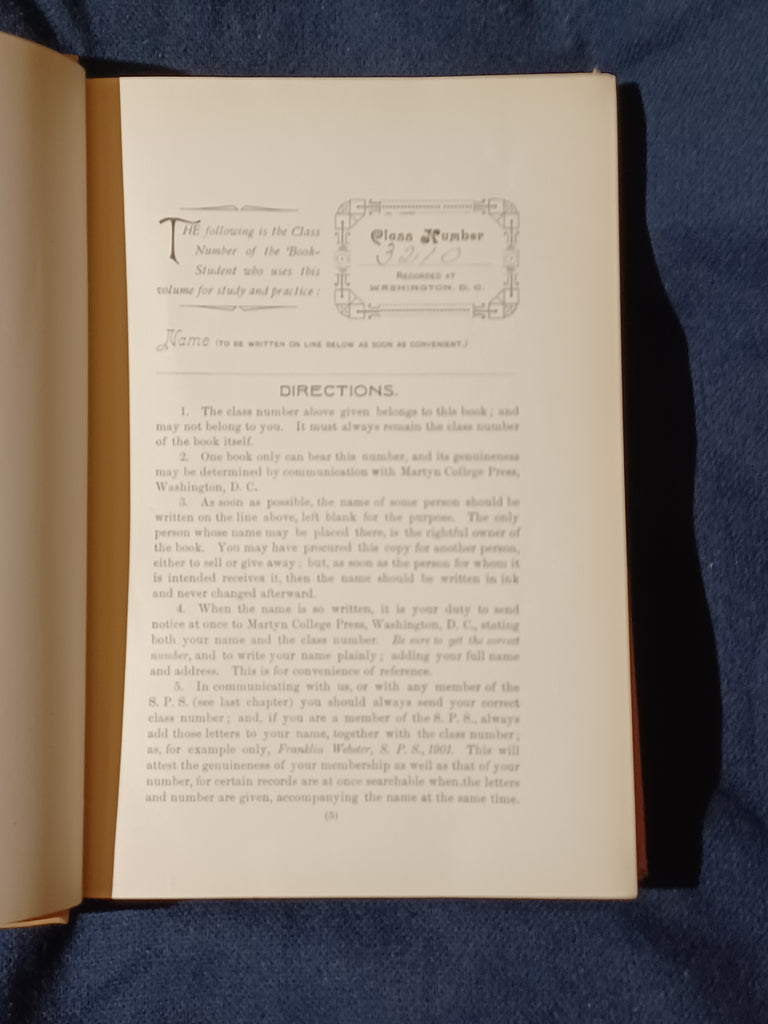 THE following is the Class
Number of the Book-
Student who uses this
volume for study and practice :
Class Number
3210
RECORDED AT
WASHINGTON, D. C.
Name (TO BE WRITTEN ON LINE BELOW AS SOON AS CONVENIENT.)
DIRECTIONS.
1. The class number above given belongs to this book; and
may not belong to you. It must always remain the class number
of the book itself.
2. One book only can bear this number, and its genuineness
may be determined by communication with Martyn College Press,
Washington, D. C.
3. As soon as possible, the name of some person should be
written on the line above, left blank for the purpose. The only
person whose name may be placed there, is the rightful owner of
the book. You may have procured this copy for another person,
either to sell or give away; but, as soon as the person for whom it
is intended receives it, then the name should be written in ink
and never changed afterward.
4. When the name is so written, it is your duty to send
notice at once to Martyn College Press, Washington, D. C., stating
both your name and the class number. Be sure to get the correct
number, and to write your name plainly; adding your full name
and address. This is for convenience of reference.
5. In communicating with us, or with any member of the
S. P. S. (see last chapter) you should always send your correct
class number; and, if you are a member of the S. P. S., always
add those letters to your name, together with the class number;
as, for example only, Franklin Webster, S. P. S., 1901. This will
attest the genuineness of your membership as well as that of your
number, for certain records are at once searchable when the letters
and number are given, accompanying the name at the same time.
(5)